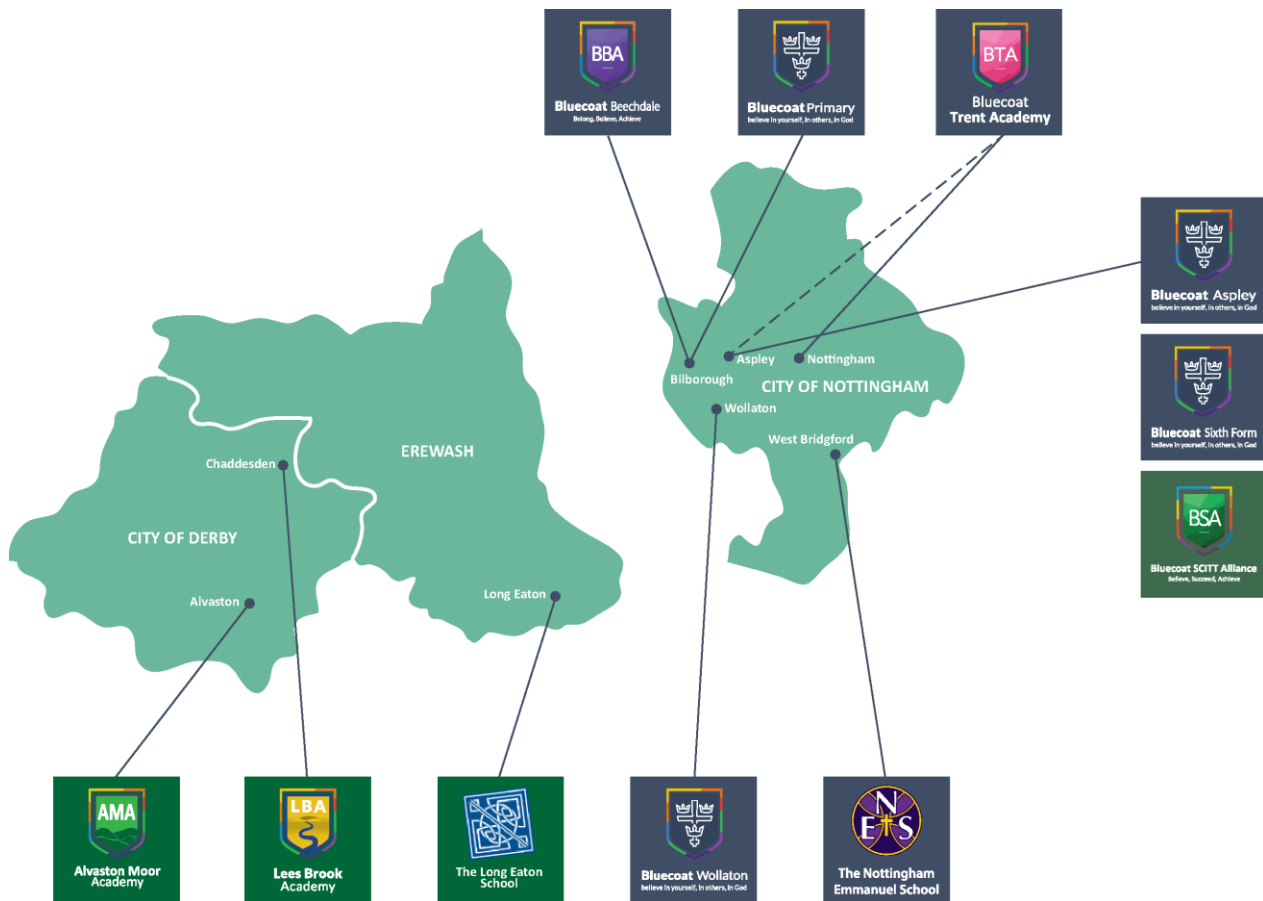 BBA
Bluecoat Beechdale
Belong, Believe, Achieve
Bluecoat Primary
believe in yourself, in others, in God
BTA
Bluecoat
Trent Academy
Bluecoat Aspley
believe in yourself, in others, in God
Bluecoat Sixth Form
believe in yourself, in others, in God
BSA
Bluecoat SCITT Alliance
Believe, Succeed, Achieve
Aspley
Nottingham
Bilborough
CITY OF NOTTINGHAM
Wollaton
West Bridgford
EREWASH
Chaddesden
CITY OF DERBY
Alvaston
Long Eaton
AMA
Alvaston Moor
Academy
LBA
Lees Brook
Academy
The Long Eaton
School
Bluecoat Wollaton
believe in yourself, in others, in God
N
E S
The Nottingham
Emmanuel School